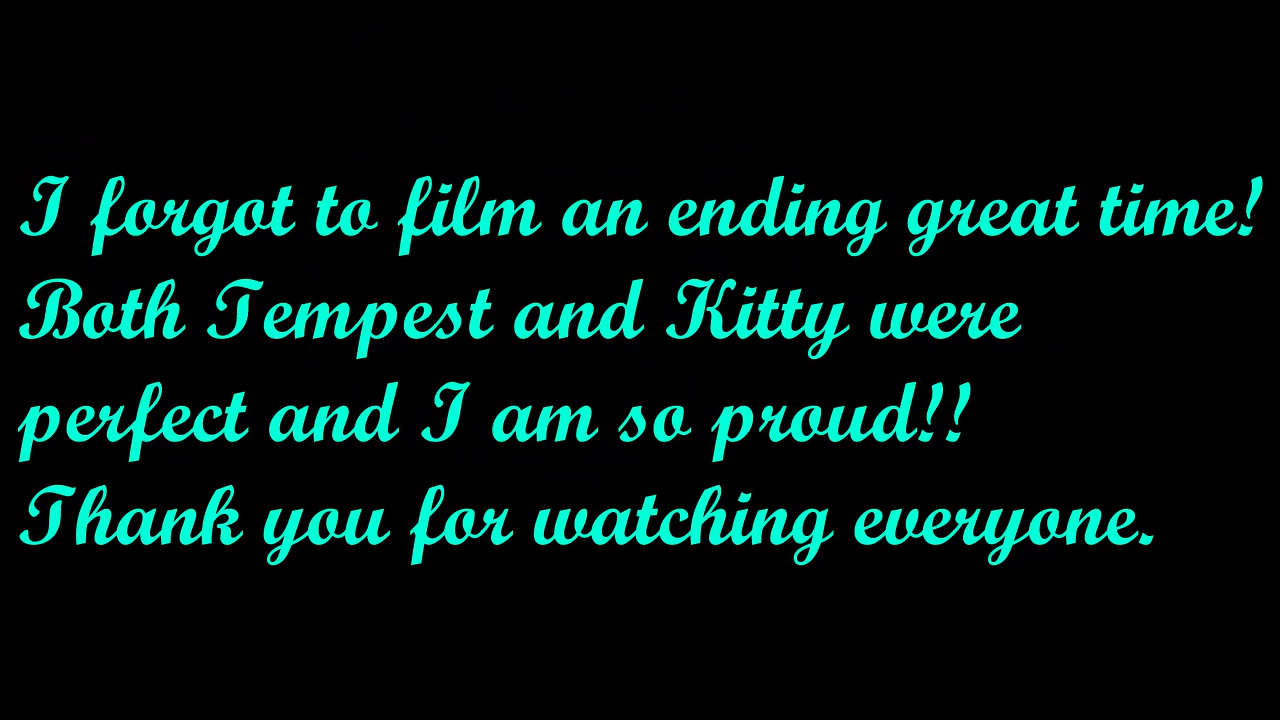 I forgot to film an ending great time!
Both Tempest and Kitty were
perfect and I am so proud!!
Thank you for watching everyone.